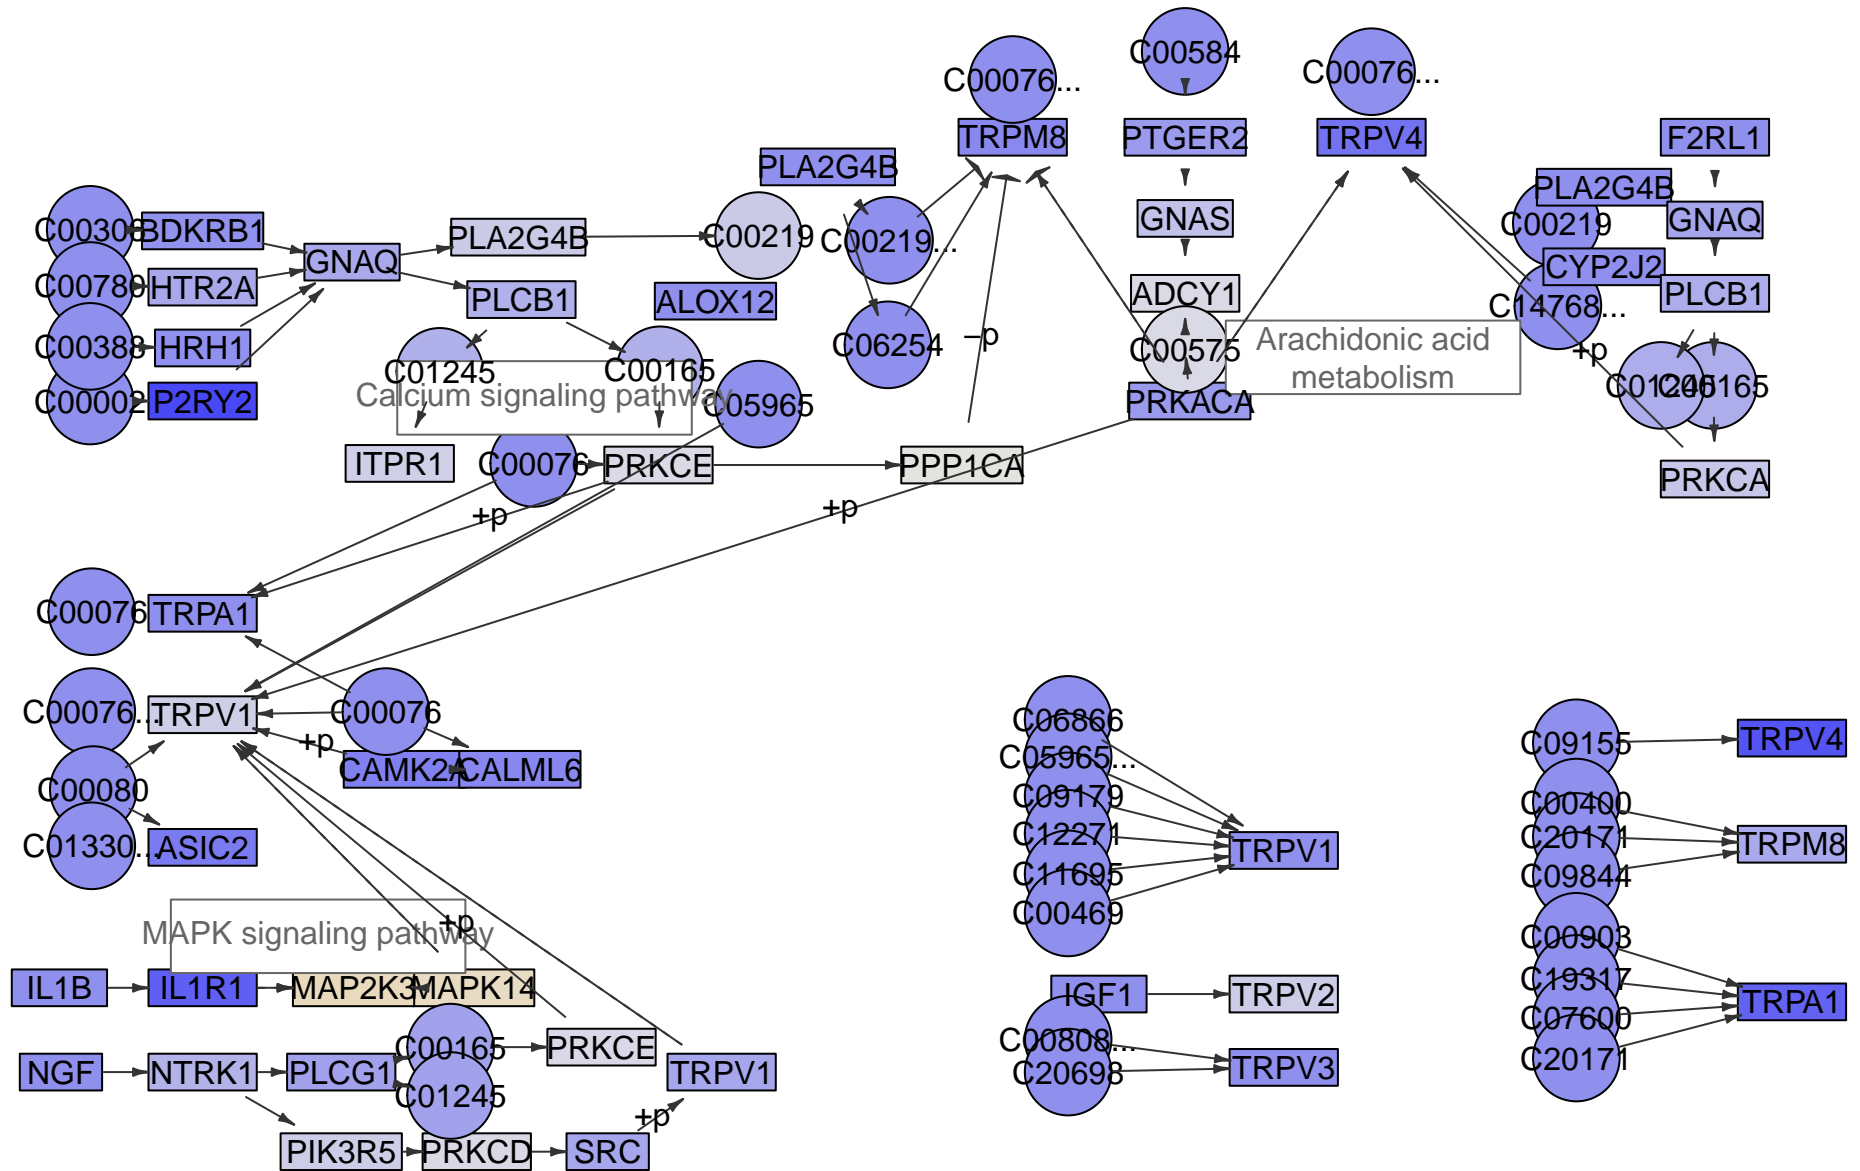 C00584
C00076...
C00076...
TRPM8
PTGER2
TRPV4
F2RL1
PLA2G4B
PLA2G4B
C00219
GNAS
GNAQ
BDKRB1
PLA2G4B
C00219
C00219...
GNAQ
CYP2J2
C00780
HTR2A
PLCB1
ALOX12
ADCY1
PLCB1
C14768...
C00388
HRH1
C06254
–p
C00575
Arachidonic acid
metabolism
+p
C01245
C00165
Calcium signaling pathway
C00002
P2RY2
C05965
PRKACA
C01245
C00165
ITPR1
C00076
PRKCE
PPP1CA
PRKCA
+p
+p
C00076
TRPA1
C00076...
TRPV1
C00076
C06866
+p
C05965...
C09155
TRPV4
C00080
CAMK2A
CALML6
C09179
C00400
C01330...
ASIC2
C12271
TRPV1
C20171
TRPM8
C11695
C09844
C00469
MAPK signaling pathway
+p
C00903
IL1B
IL1R1
MAP2K3
MAPK14
IGF1
TRPV2
C19317
TRPA1
C07600
C00165
PRKCE
C00808...
NGF
NTRK1
PLCG1
TRPV1
C20698
TRPV3
C20171
C01245
+p
PIK3R5
PRKCD
SRC